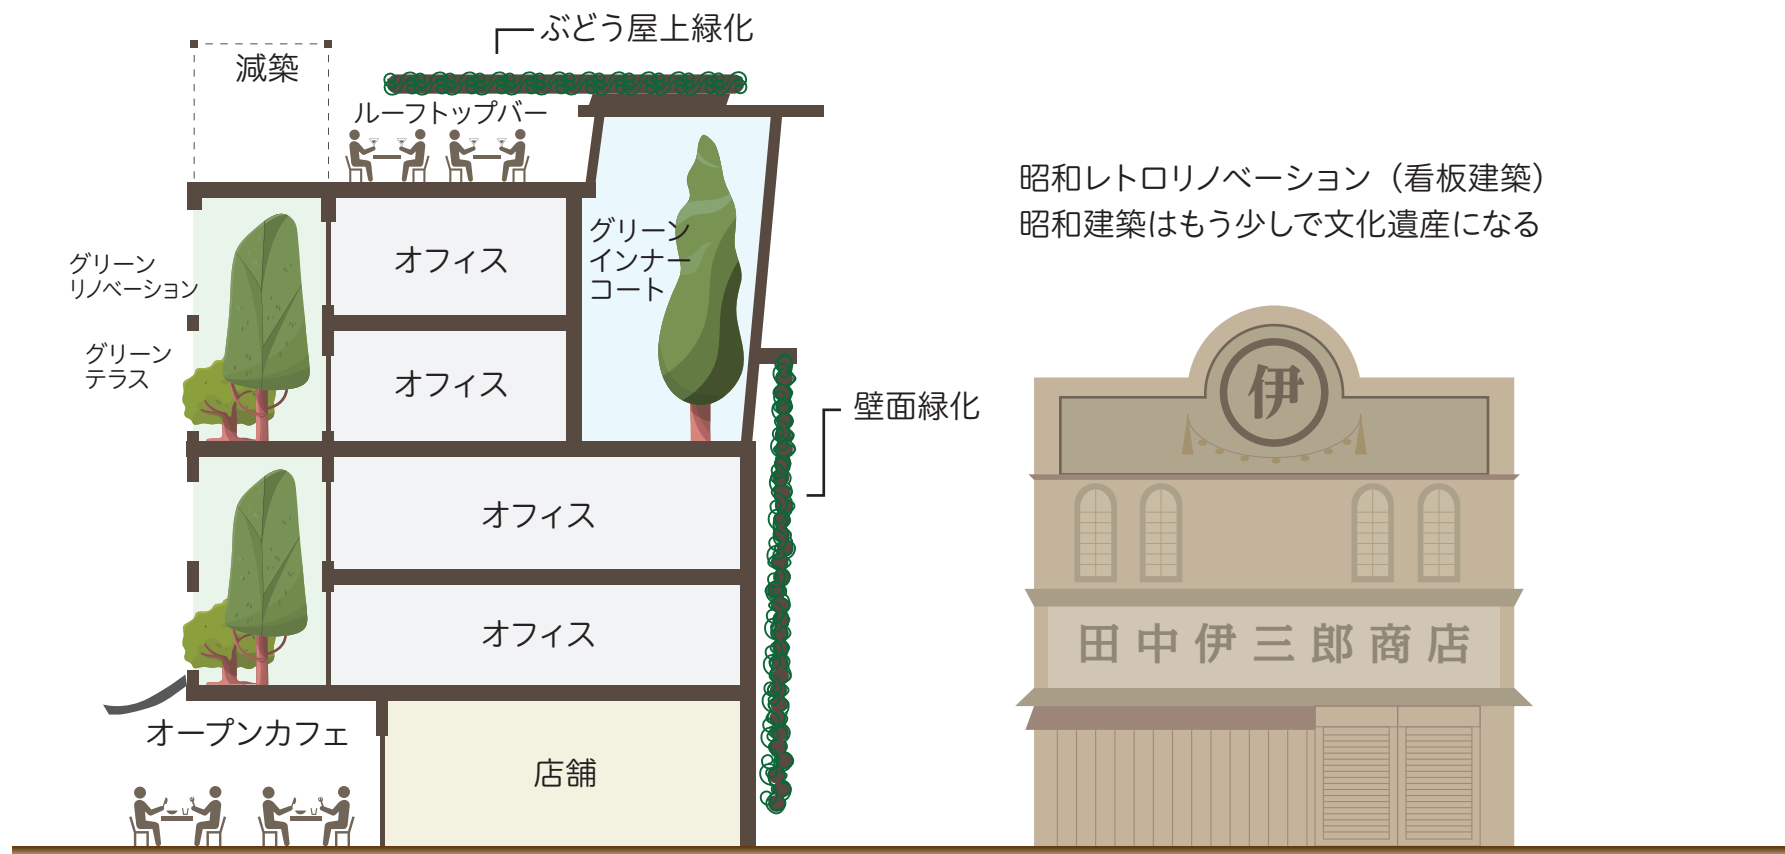 ぶどう屋上緑化
減築
ルーフトップバー
グリーン
リノベーション
グリーン
テラス
オフィス
グリーン
インナー
コート
オフィス
オフィス
オフィス
壁面緑化
オープンカフェ
店舗
昭和レトロリノベーション（看板建築）
昭和建築はもう少しで文化遺産になる
伊
田中伊三郎商店